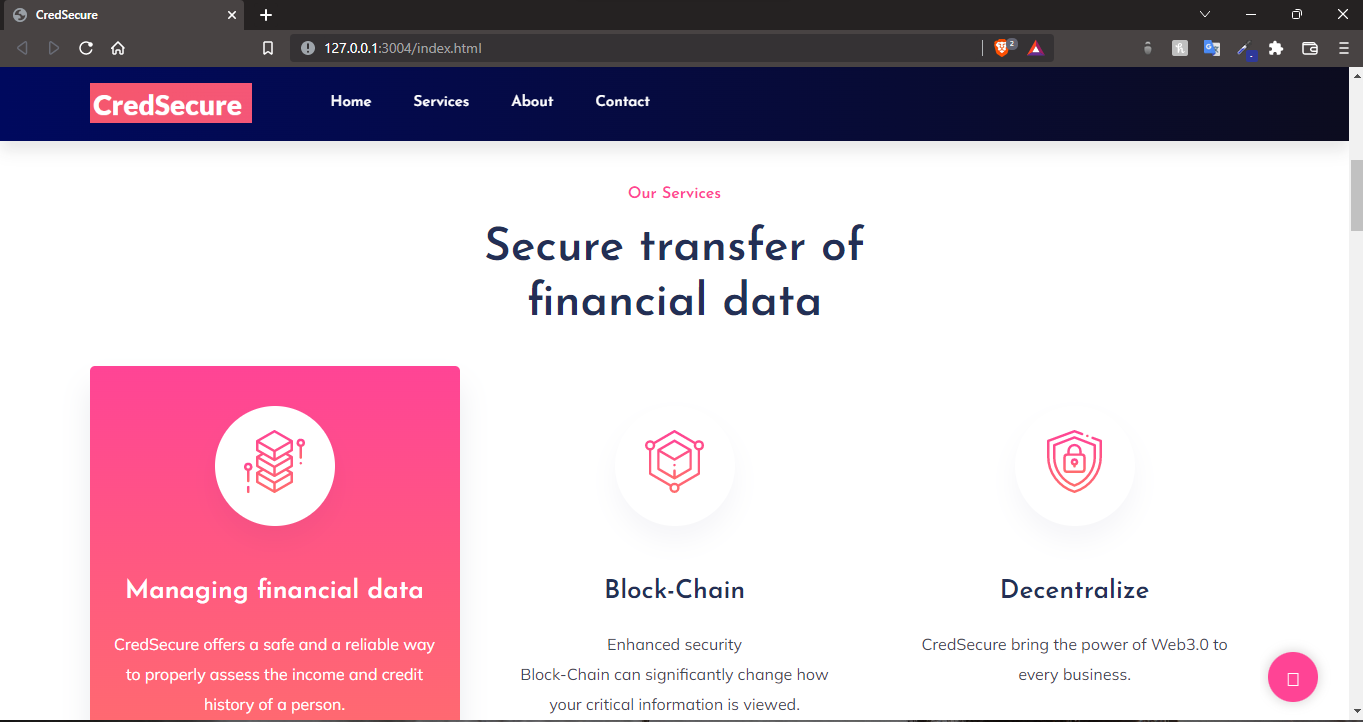 CredSecure
127.0.0.1:3004/index.html
2
CredSecure
Home Services About Contact
Our Services
Secure transfer of
financial data
Managing financial data
CredSecure offers a safe and a reliable way
to properly assess the income and credit
history of a person.
Block-Chain
Enhanced security
Block-Chain can significantly change how
your critical information is viewed.
Decentralize
CredSecure bring the power of Web3.0 to
every business.